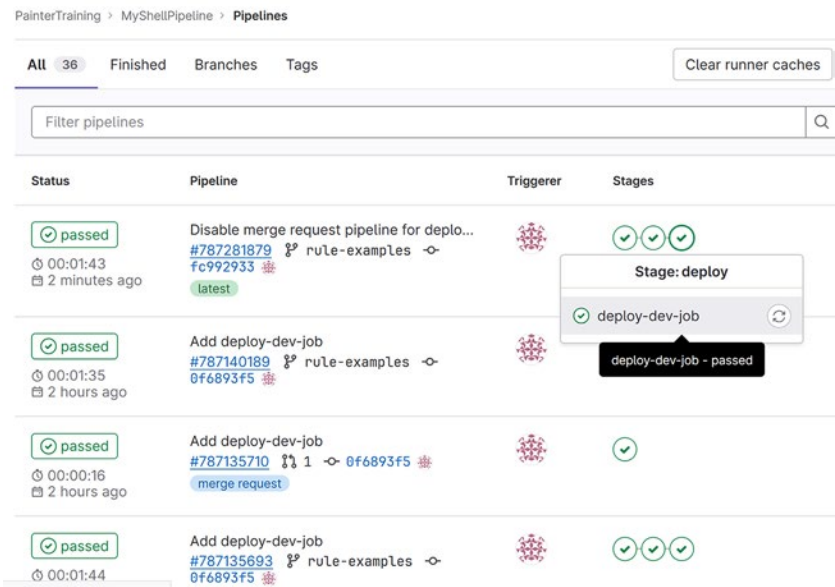 PainterTraining > MyShellPipeline > Pipelines
All 36 Finished Branches Tags Clear runner caches
Filter pipelines
Status Pipeline Triggerer Stages
passed
00:01:43
2 minutes ago
Disable merge request pipeline for deplo...
#787281879 rule-examples
fc992933
latest
Stage: deploy
deploy-dev-job
deploy-dev-job - passed
passed
00:01:35
2 hours ago
Add deploy-dev-job
#787140189 rule-examples
0f6893f5
passed
00:00:16
2 hours ago
Add deploy-dev-job
#787135710 1 0f6893f5
merge request
passed
00:01:44
Add deploy-dev-job
#787135693 rule-examples
0f6893f5